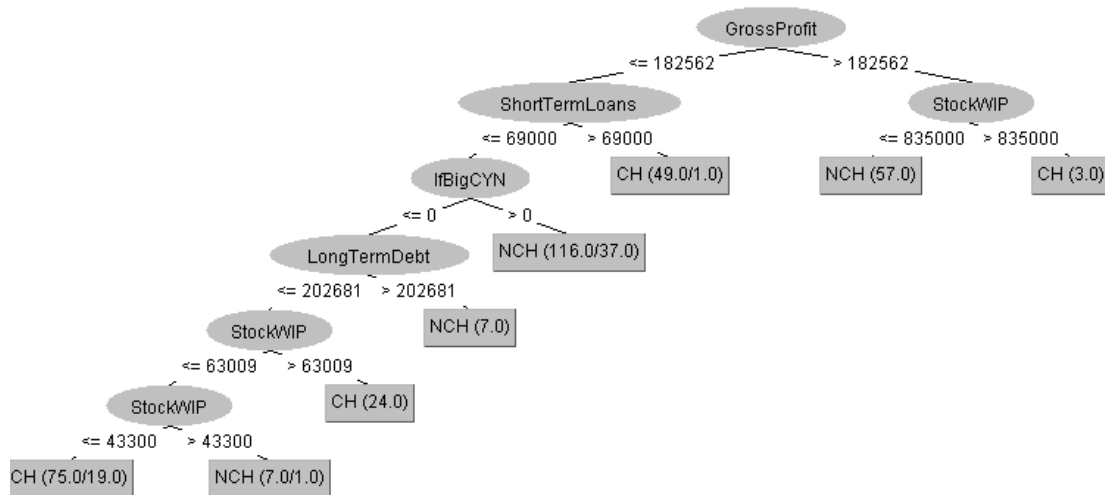 GrossProfit
<= 182562 > 182562
ShortTermLoans StockWIP
<= 69000 > 69000 <= 835000 > 835000
IfBigCYN CH (49.0/1.0) NCH (57.0) CH (3.0)
<= 0 > 0
LongTermDebt NCH (116.0/37.0)
<= 202681 > 202681
StockWIP NCH (7.0)
<= 63009 > 63009
StockWIP CH (24.0)
<= 43300 > 43300
CH (75.0/19.0) NCH (7.0/1.0)